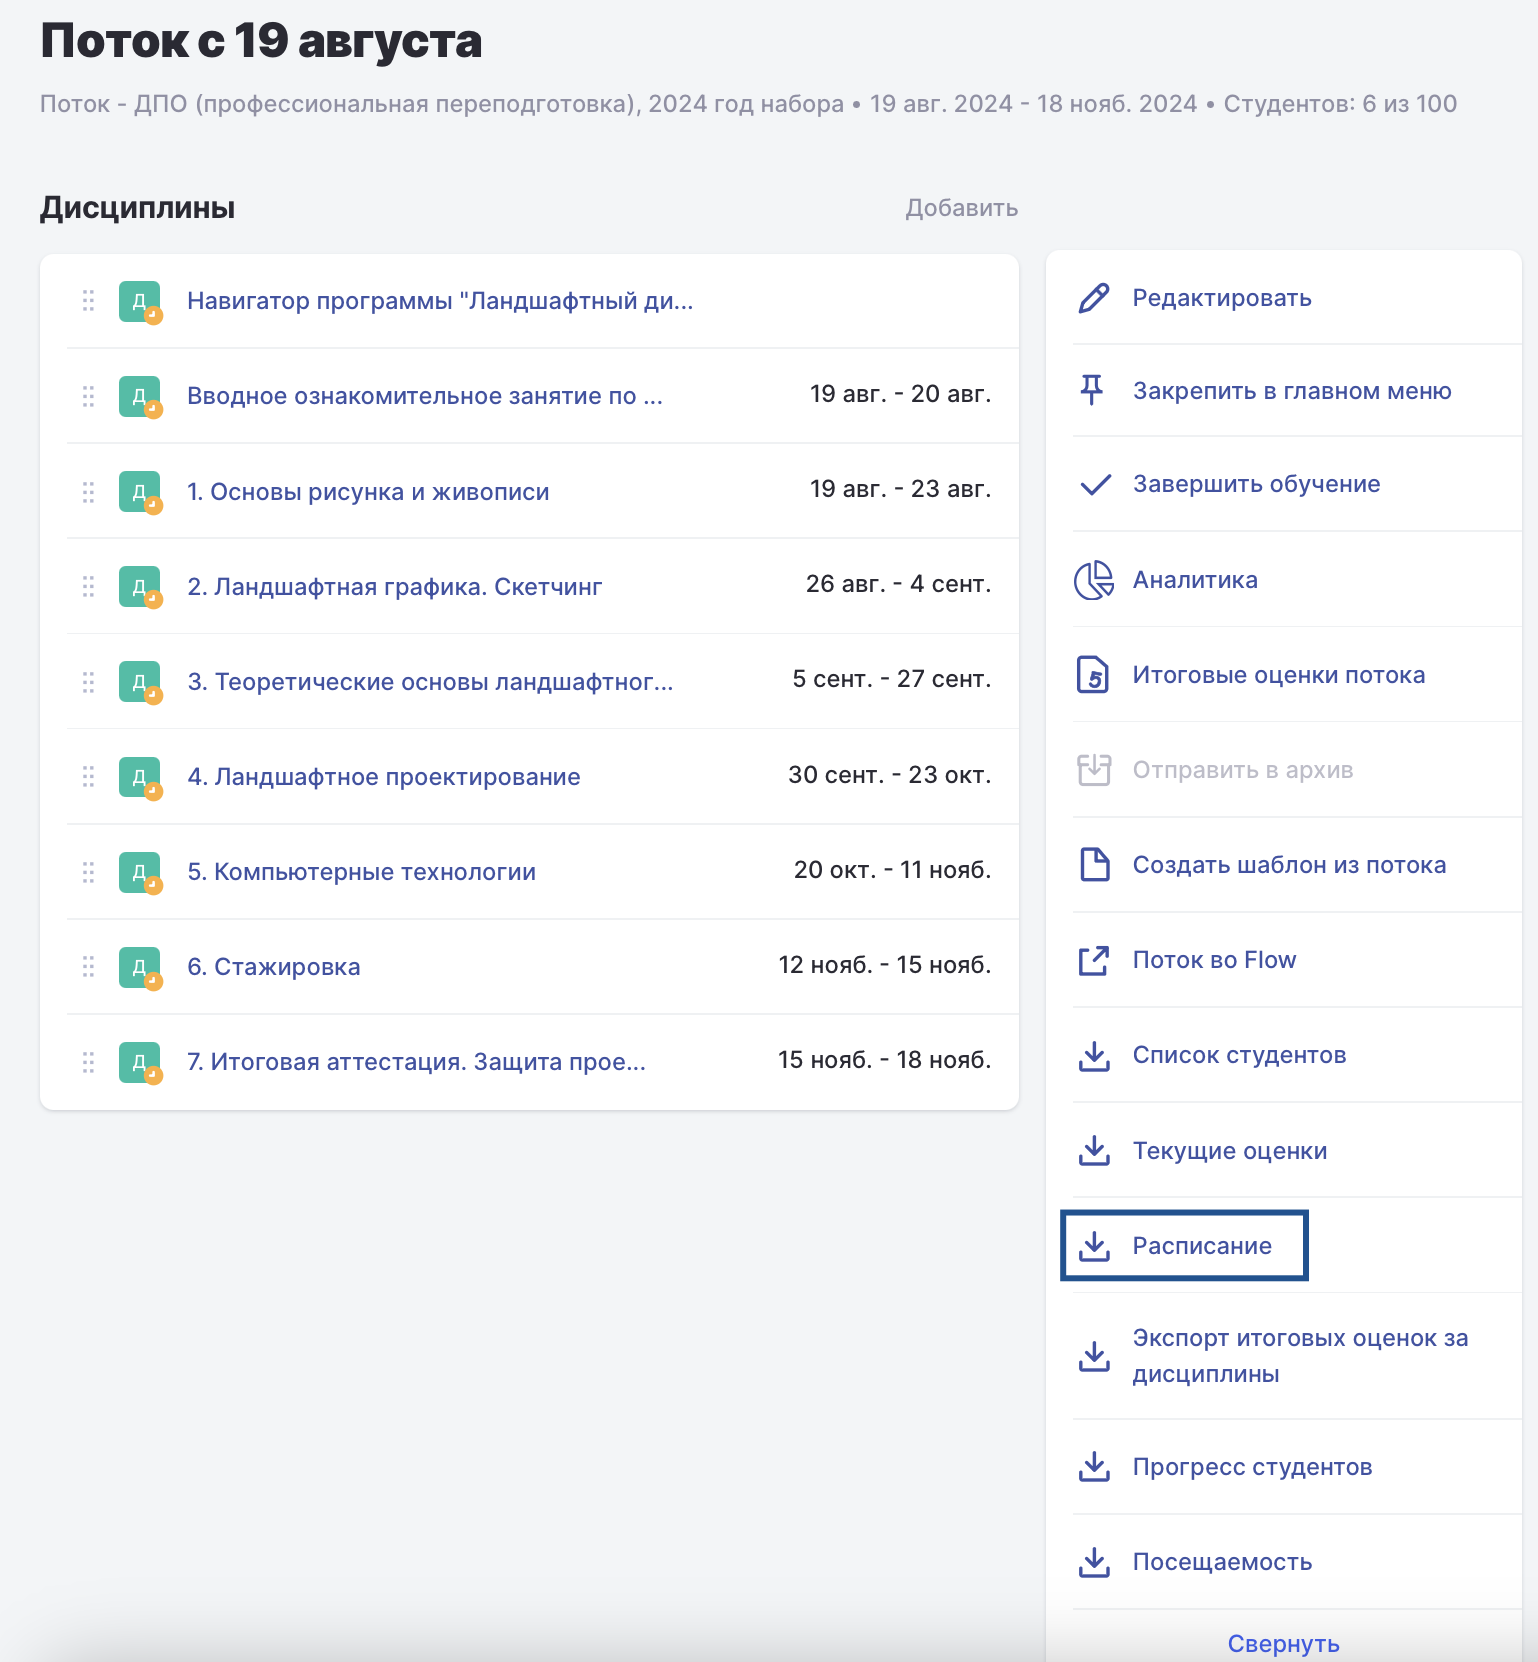 Поток с 19 августа
Поток - ДПО (профессиональная переподготовка), 2024 год набора • 19 авг. 2024 - 18 нояб. 2024 • Студентов: 6 из 100
Дисциплины
Добавить
Д Навигатор программы "Ландшафтный ди...
Д Вводное ознакомительное занятие по ... 19 авг. - 20 авг.
Д 1. Основы рисунка и живописи 19 авг. - 23 авг.
Д 2. Ландшафтная графика. Скетчинг 26 авг. - 4 сент.
Д 3. Теоретические основы ландшафтног... 5 сент. - 27 сент.
Д 4. Ландшафтное проектирование 30 сент. - 23 окт.
Д 5. Компьютерные технологии 20 окт. - 11 нояб.
Д 6. Стажировка 12 нояб. - 15 нояб.
Д 7. Итоговая аттестация. Защита прое... 15 нояб. - 18 нояб.
Редактировать
Закрепить в главном меню
Завершить обучение
Аналитика
5 Итоговые оценки потока
Отправить в архив
Создать шаблон из потока
Поток во Flow
Список студентов
Текущие оценки
Расписание
Экспорт итоговых оценок за
дисциплины
Прогресс студентов
Посещаемость
Свернуть